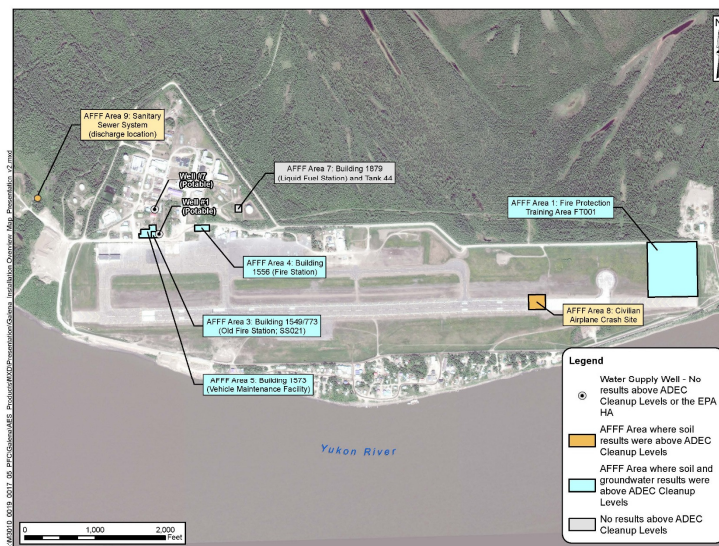 N
AFFF Area 9: Sanitary
Sewer System
(discharge location)
Well #7
(Potable)
Well #1
(Potable)
AFFF Area 7: Building 1879
(Liquid Fuel Station) and Tank 44
AFFF Area 1: Fire Protection
Training Area FT001
AFFF Area 4: Building
1556 (Fire Station)
AFFF Area 3: Building 1549/773
(Old Fire Station; SS021)
AFFF Area 8: Civilian
Airplane Crash Site
AFFF Area 5: Building 1573
(Vehicle Maintenance Facility)
Yukon River
Legend
Water Supply Well - No
results above ADEC
Cleanup Levels or the EPA
HA
AFFF Area where soil
results were above ADEC
Cleanup Levels
AFFF Area where soil and
groundwater results were
above ADEC Cleanup
Levels
No results above ADEC
Cleanup Levels
0 1,000 2,000
Feet